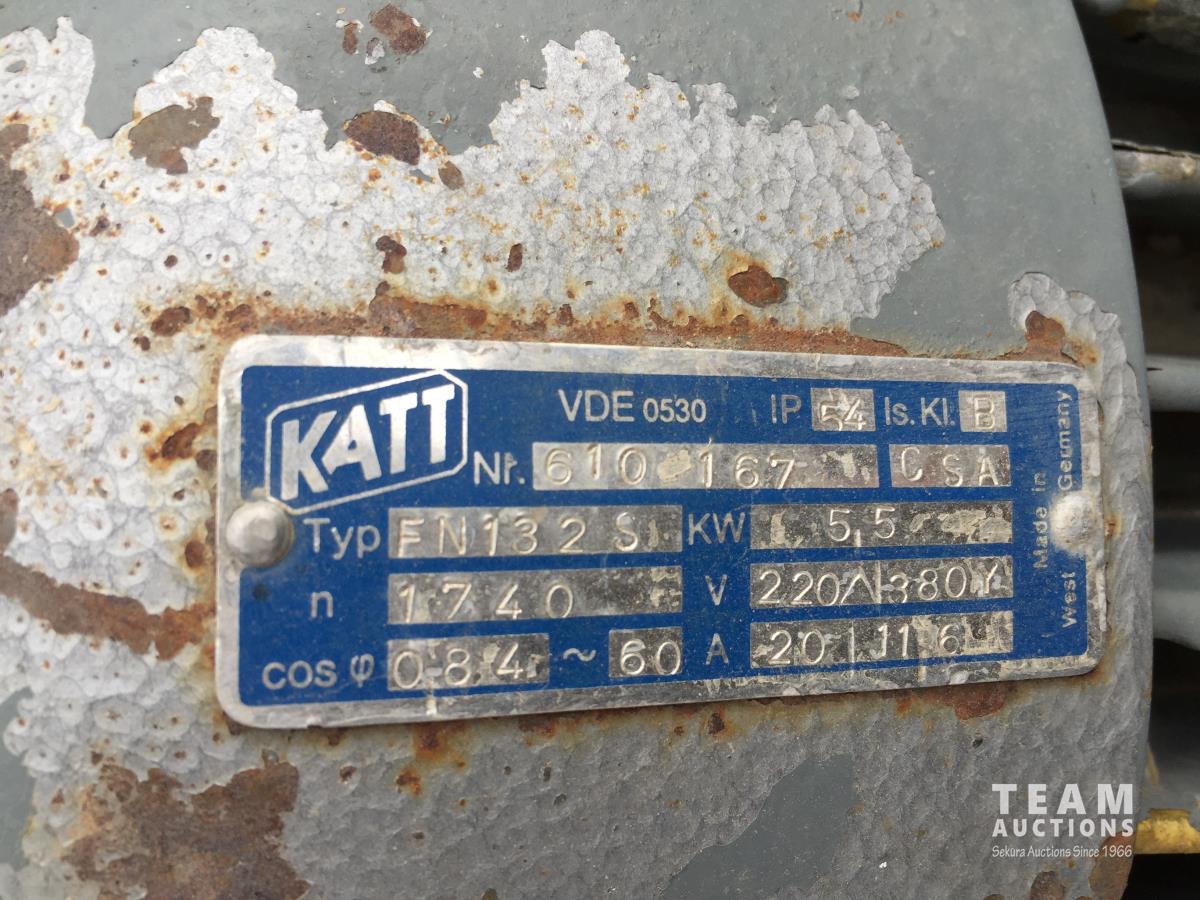 KATT
VDE 0530 IP 54 Is. Kl. B
Nr. 610 167 CSA
Typ FN132 S KW 5,5
n 1740 V 220/\ 380Y
cos φ 0.84 ~ 60 A 20 11 6
Made in
West Germany
TEAM
AUCTIONS
Sekura Auctions Since 1966